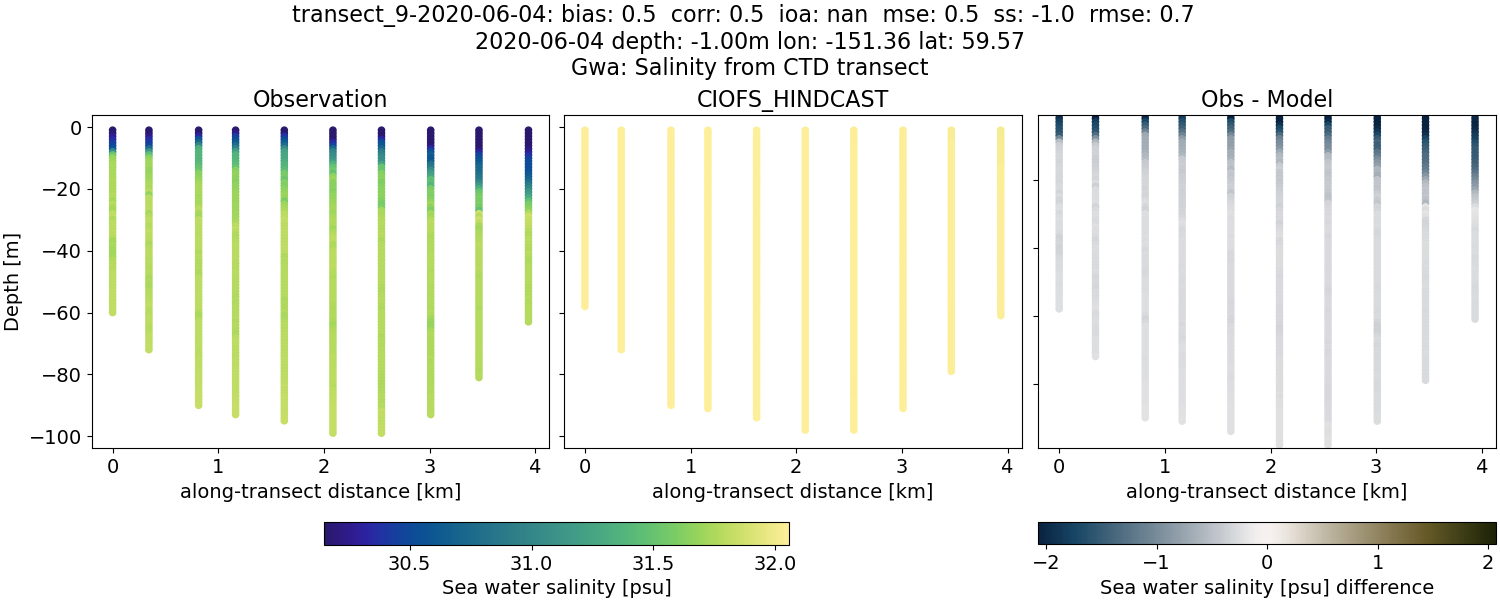 transect_9-2020-06-04: bias: 0.5  corr: 0.5  ioa: nan  mse: 0.5  ss: -1.0  rmse: 0.7
2020-06-04 depth: -1.00m lon: -151.36 lat: 59.57
Gwa: Salinity from CTD transect
Observation
CIOFS_HINDCAST
Obs - Model
Depth [m]
0
−20
−40
−60
−80
−100
0 1 2 3 4
0 1 2 3 4
0 1 2 3 4
along-transect distance [km]
along-transect distance [km]
along-transect distance [km]
30.5 31.0 31.5 32.0
Sea water salinity [psu]
−2 −1 0 1 2
Sea water salinity [psu] difference